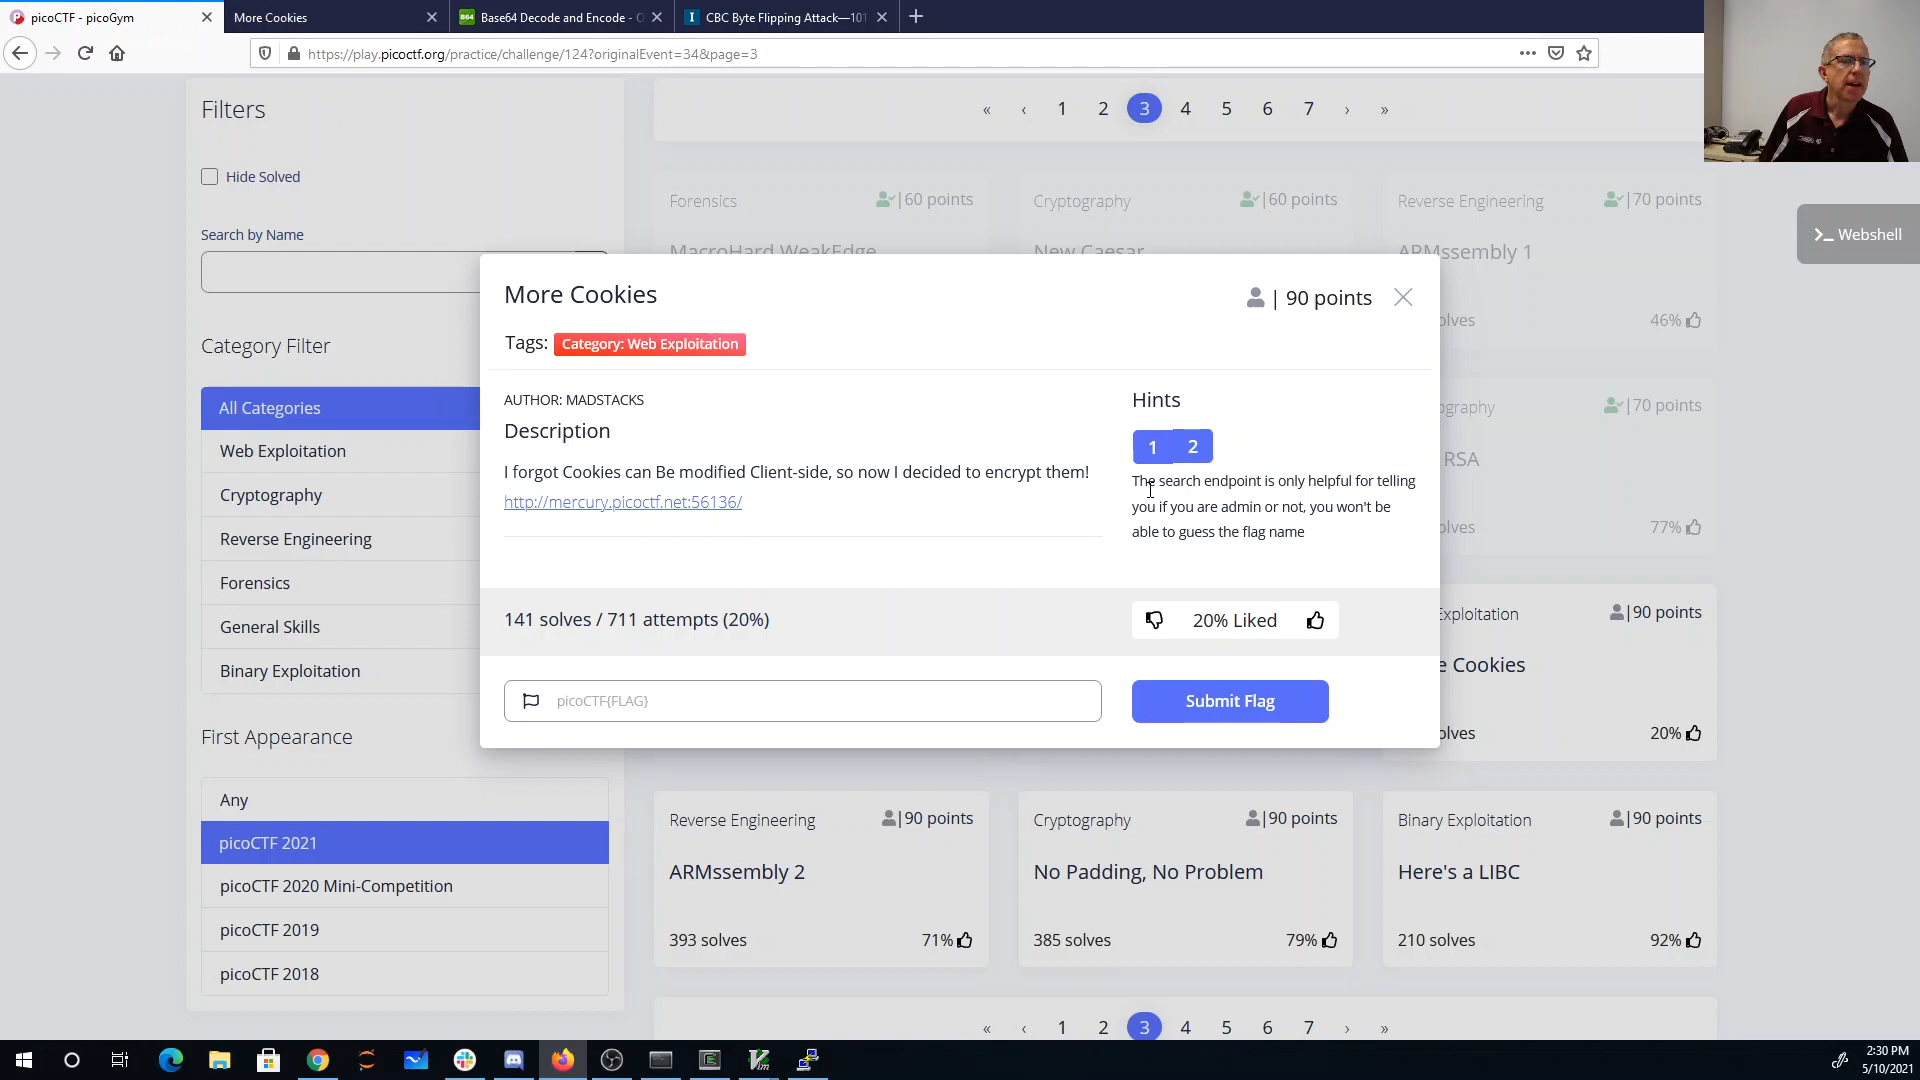 picoCTF - picoGym
More Cookies
Base64 Decode and Encode - O
CBC Byte Flipping Attack—101
https://play.picoctf.org/practice/challenge/124?originalEvent=34&page=3
Filters
« ‹ 1 2 3 4 5 6 7 › »
Hide Solved
Search by Name
Forensics |60 points
Cryptography |60 points
Reverse Engineering |70 points
MacroHard WeakEdge
New Caesar
ARMssembly 1
>_ Webshell
More Cookies
| 90 points
Tags: Category: Web Exploitation
olves 46%
Category Filter
AUTHOR: MADSTACKS
Description
I forgot Cookies can Be modified Client-side, so now I decided to encrypt them!
http://mercury.picoctf.net:56136/
Hints
1 2
The search endpoint is only helpful for telling
you if you are admin or not, you won't be
able to guess the flag name
141 solves / 711 attempts (20%)
20% Liked
picoCTF{FLAG}
Submit Flag
All Categories
Web Exploitation
Cryptography
Reverse Engineering
Forensics
General Skills
Binary Exploitation
ography |70 points
RSA
olves 77%
Exploitation |90 points
e Cookies
olves 20%
First Appearance
Any
picoCTF 2021
picoCTF 2020 Mini-Competition
picoCTF 2019
picoCTF 2018
Reverse Engineering |90 points
ARMssembly 2
393 solves 71%
Cryptography |90 points
No Padding, No Problem
385 solves 79%
Binary Exploitation |90 points
Here's a LIBC
210 solves 92%
« ‹ 1 2 3 4 5 6 7 › »
2:30 PM
5/10/2021